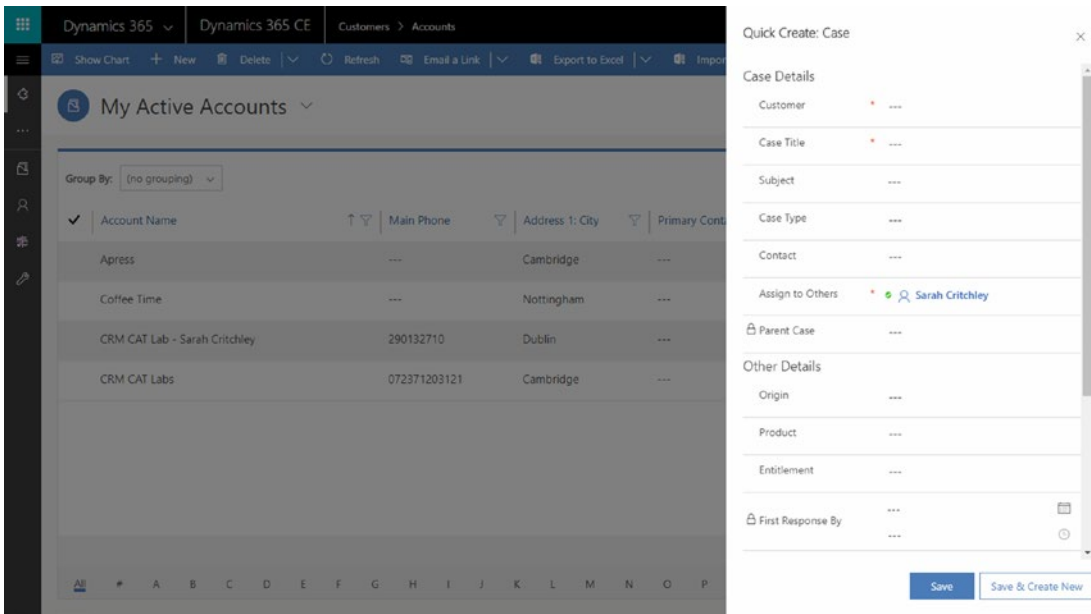 Dynamics 365 Dynamics 365 CE Customers > Accounts
Show Chart + New Delete Refresh Email a Link Export to Excel Impor
My Active Accounts
Group By: (no grouping)
Account Name Main Phone Address 1: City Primary Conta
Apress --- Cambridge ---
Coffee Time --- Nottingham ---
CRM CAT Lab - Sarah Critchley 290132710 Dublin ---
CRM CAT Labs 072371203121 Cambridge ---
All # A B C D E F G H I J K L M N O P
Quick Create: Case
Case Details
Customer * ---
Case Title * ---
Subject ---
Case Type ---
Contact ---
Assign to Others * Sarah Critchley
Parent Case ---
Other Details
Origin ---
Product ---
Entitlement ---
First Response By ---
---
Save Save & Create New